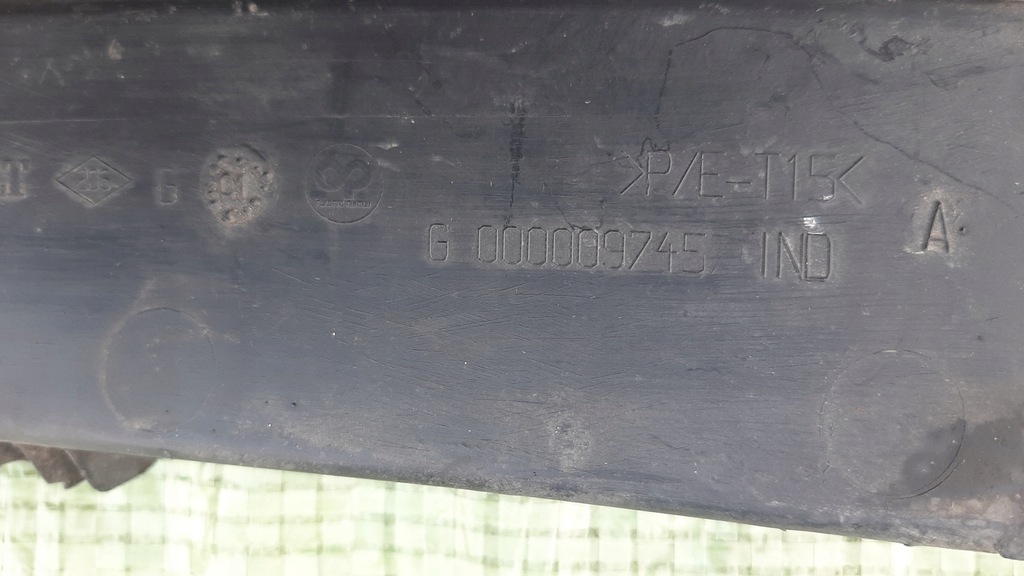 G
>P/E-T15<
A
G 000009745 IND